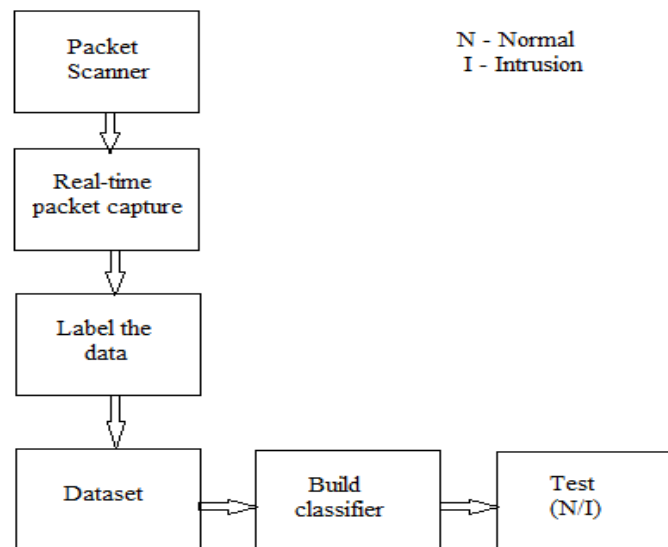 Packet
Scanner
N - Normal
I - Intrusion
Real-time
packet capture
Label the
data
Dataset
Build
classifier
Test
(N/I)